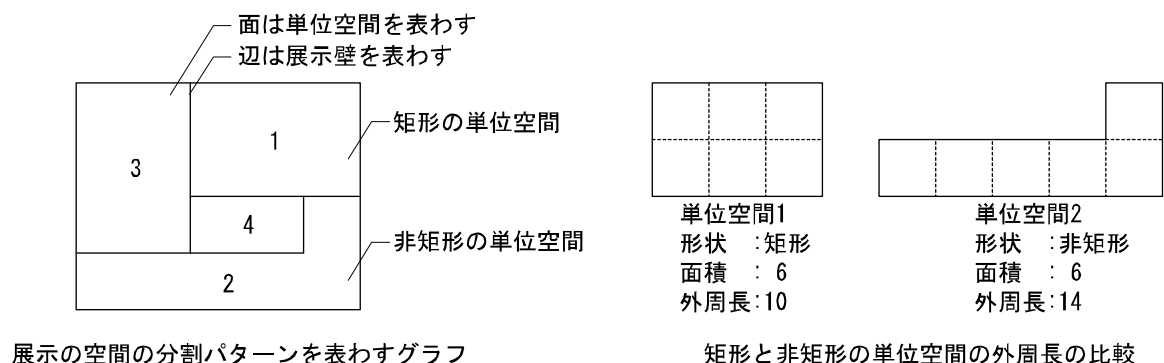 面は単位空間を表わす
辺は展示壁を表わす
1
矩形の単位空間
3
4
非矩形の単位空間
2
展示の空間の分割パターンを表わすグラフ
単位空間1
形状 :矩形
面積 : 6
外周長:10
単位空間2
形状 :非矩形
面積 : 6
外周長:14
矩形と非矩形の単位空間の外周長の比較